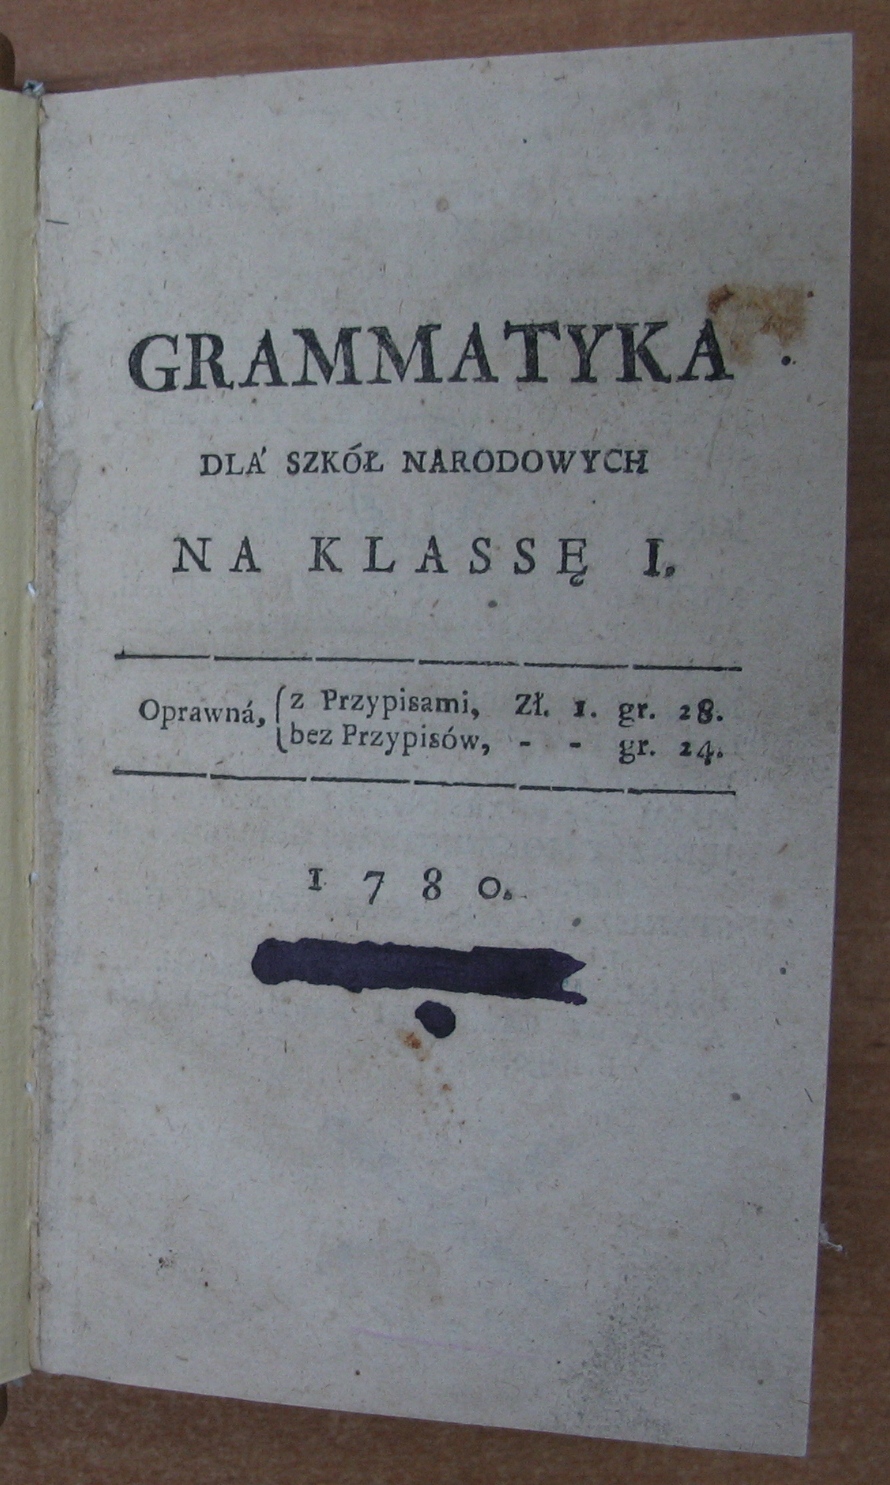 GRAMMATYKA
DLÁ SZKÓŁ NARODOWYCH
NA KLASSĘ I.
Oprawná, z Przypisami, Zł. 1. gr. 28.
bez Przypisów, - - gr. 24.
1780.